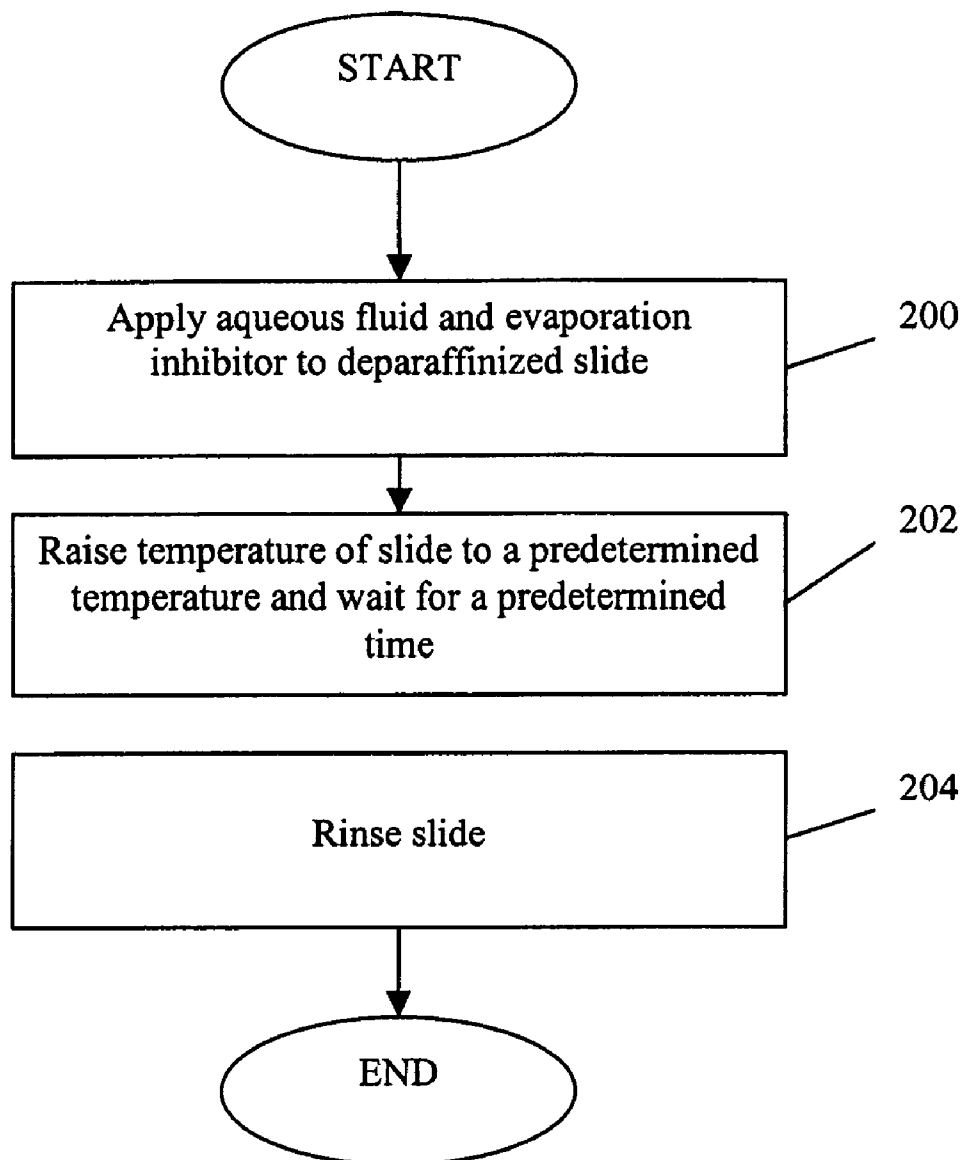 START
Apply aqueous fluid and evaporation
inhibitor to deparaffinized slide
200
Raise temperature of slide to a predetermined
temperature and wait for a predetermined
time
202
Rinse slide
204
END